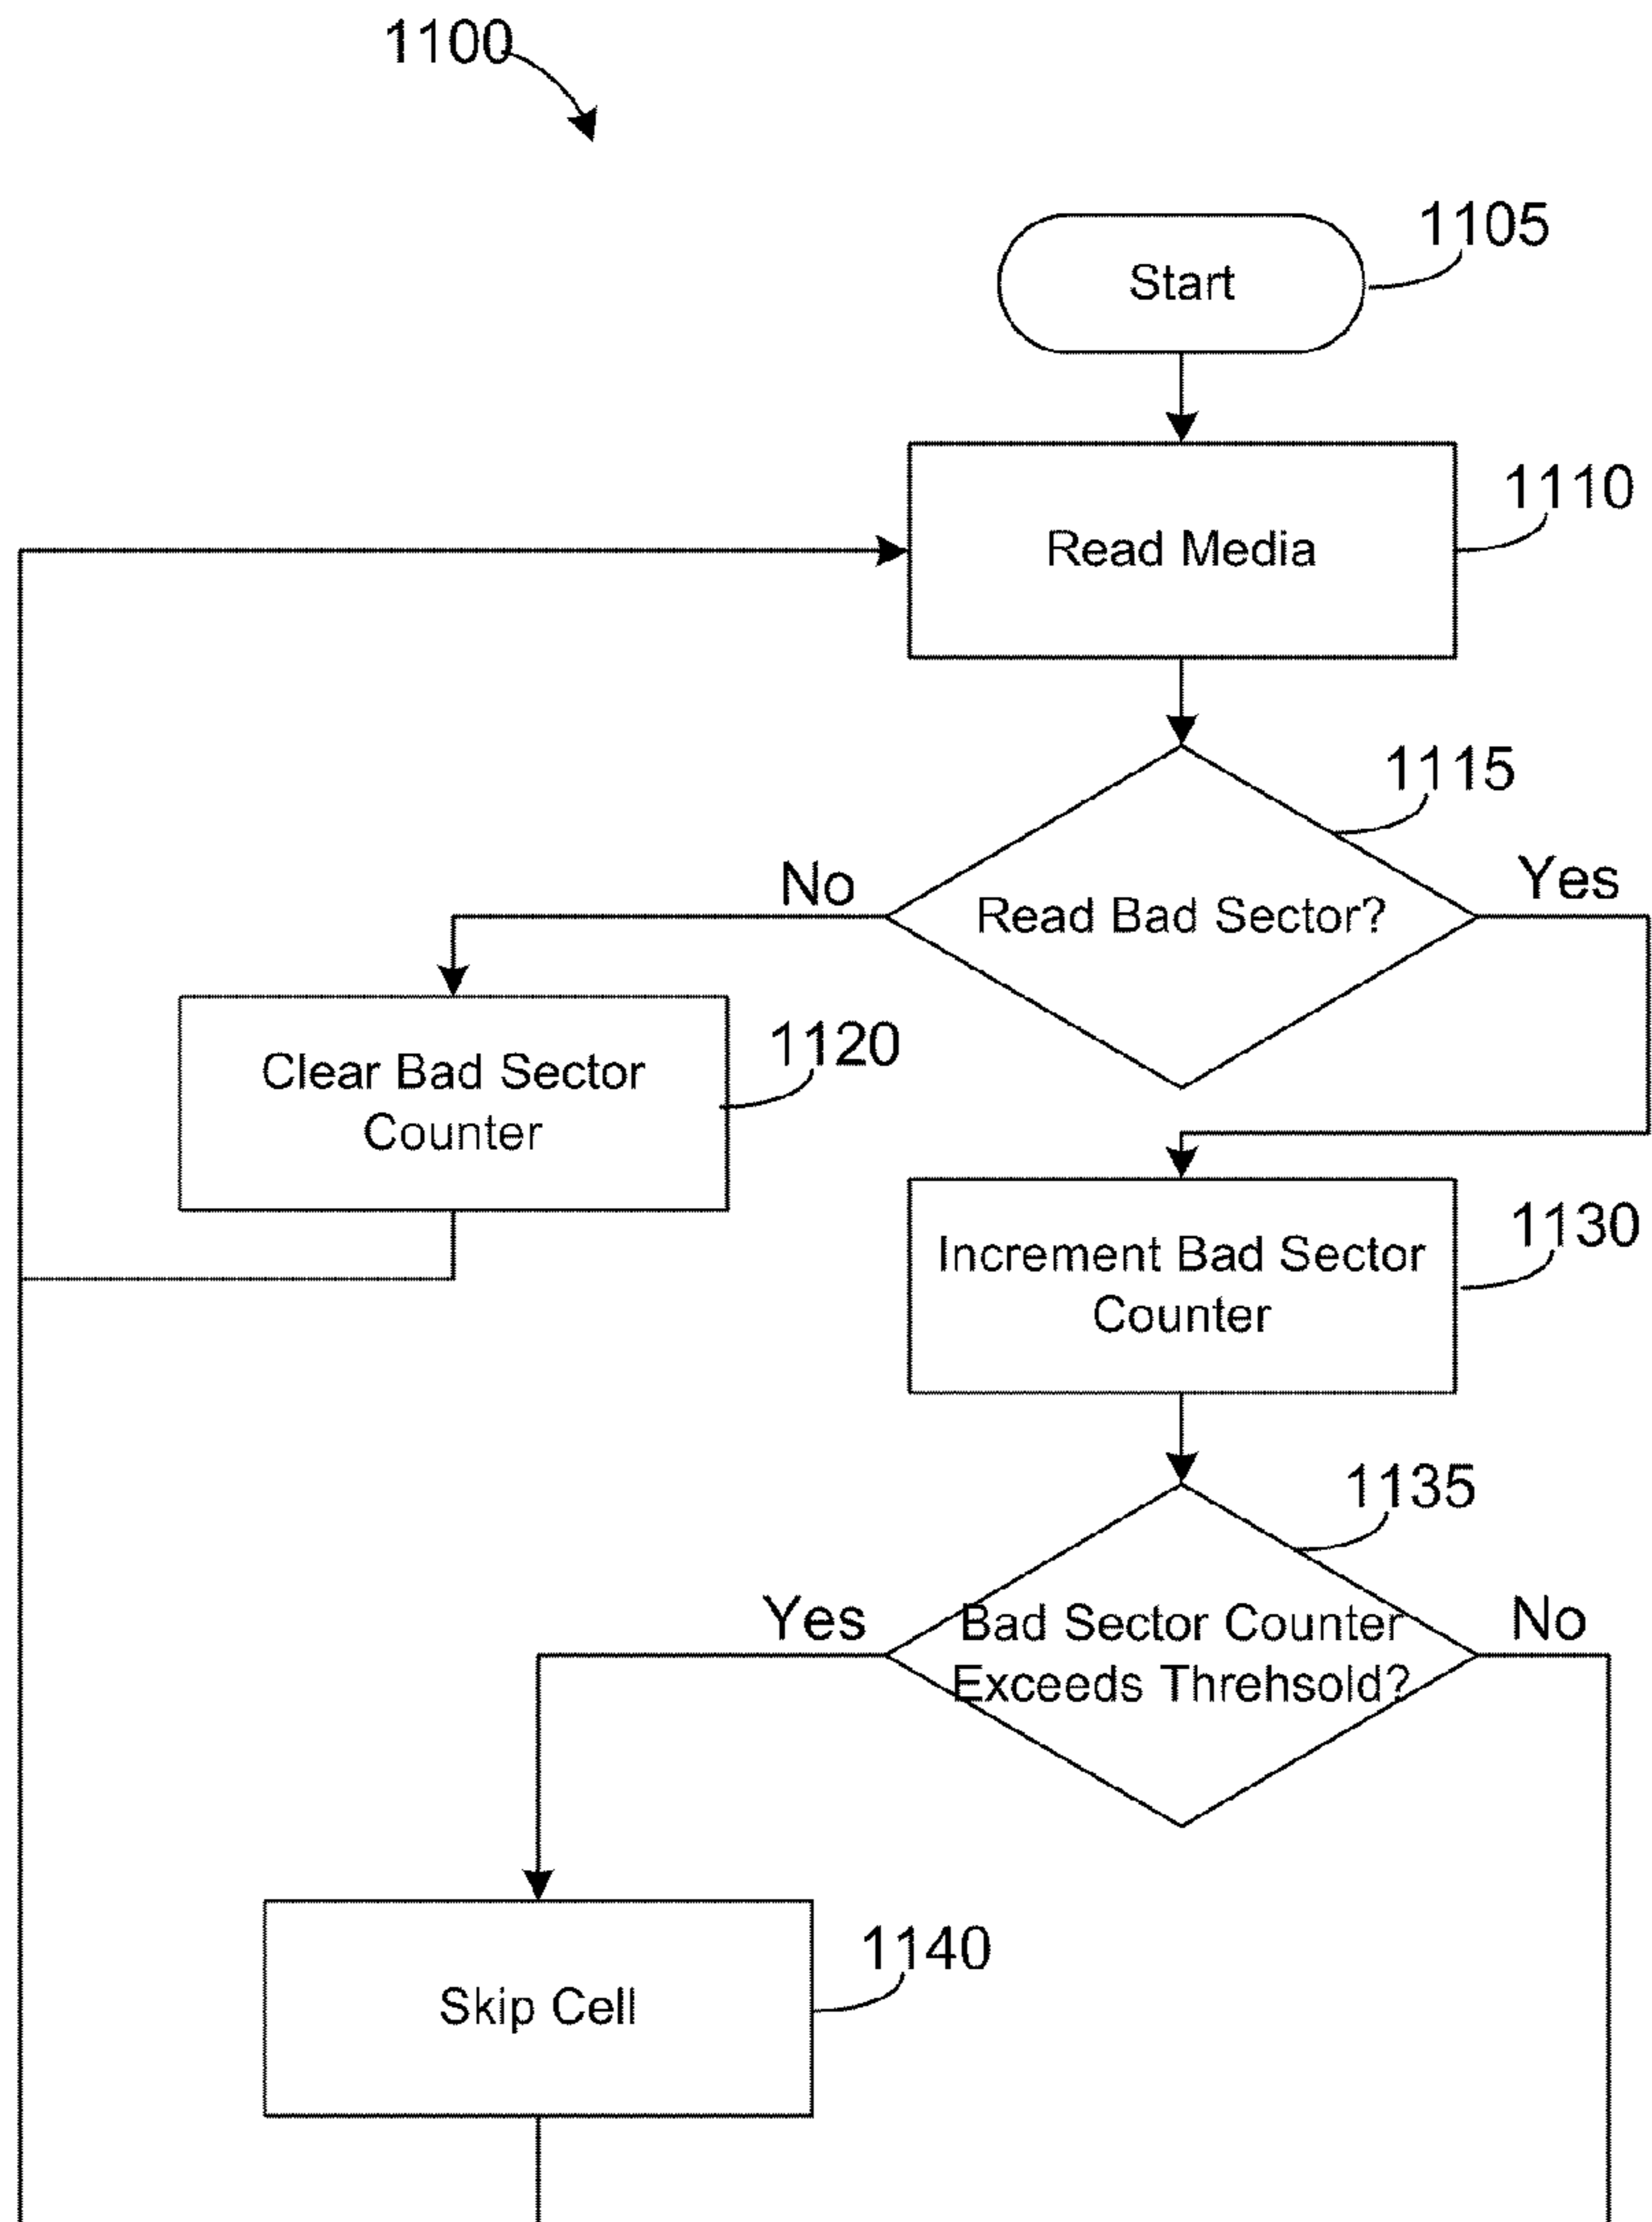 1100
1105
Start
1110
Read Media
1115
No
Yes
Read Bad Sector?
1120
Clear Bad Sector
Counter
1130
Increment Bad Sector
Counter
1135
Yes
No
Bad Sector Counter
Exceeds Threhsold?
1140
Skip Cell